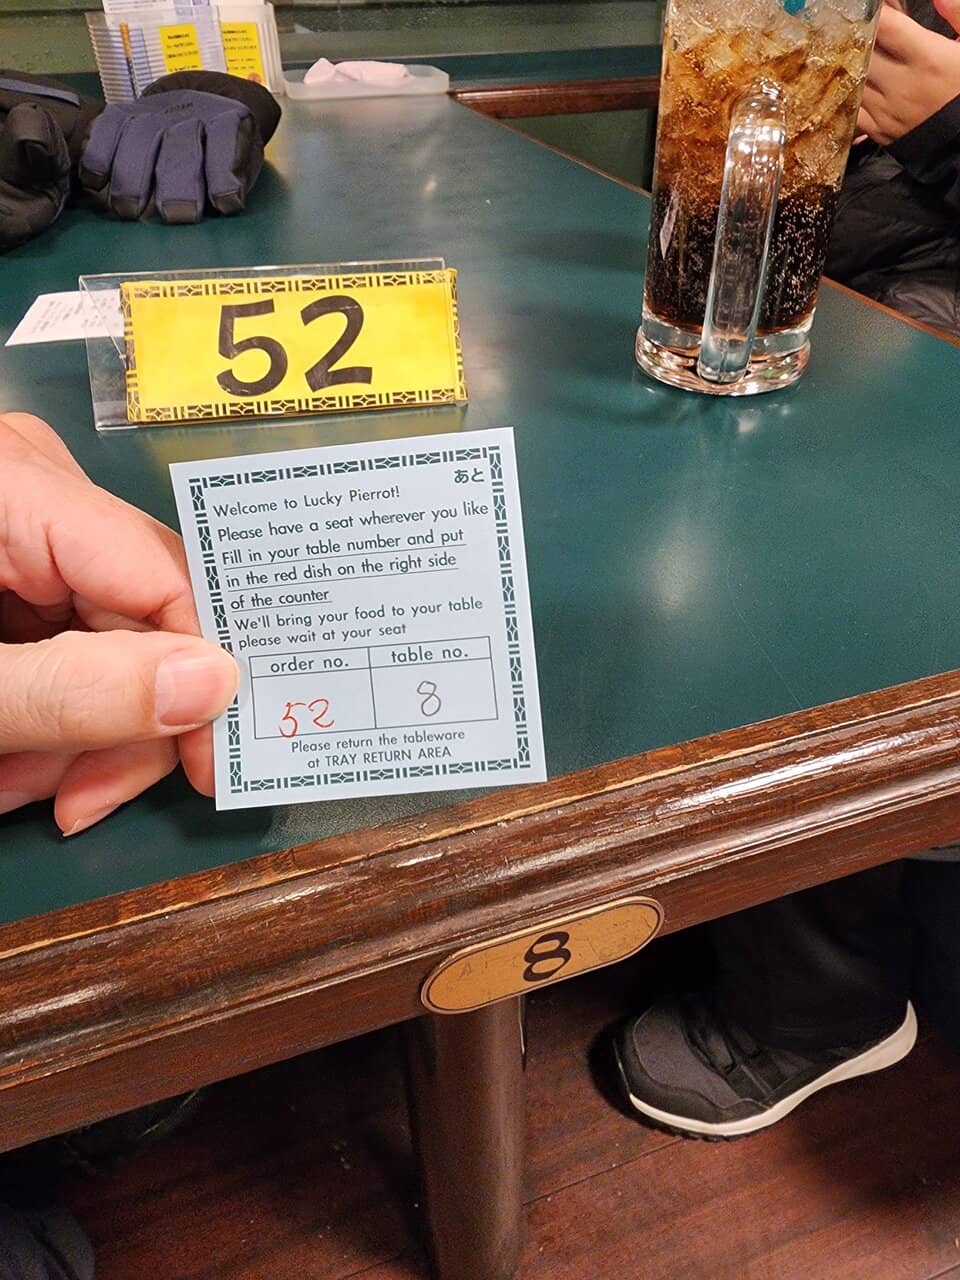 52
あと
Welcome to Lucky Pierrot!
Please have a seat wherever you like
Fill in your table number and put
in the red dish on the right side
of the counter
We'll bring your food to your table
please wait at your seat
order no. table no.
52 8
Please return the tableware
at TRAY RETURN AREA
8